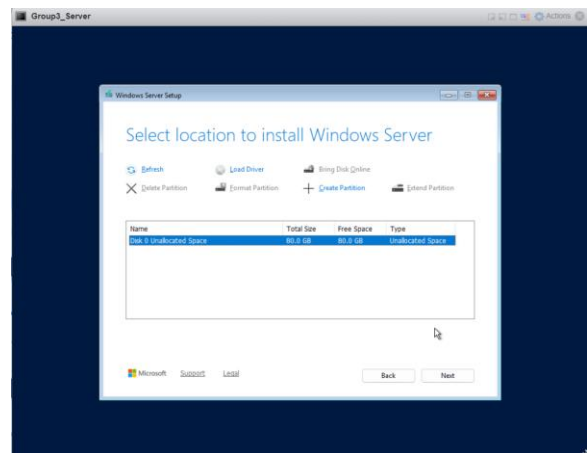 Group3_Server
Actions
Windows Server Setup
Select location to install Windows Server
Refresh Load Driver Bring Disk Online
Delete Partition Format Partition Create Partition Extend Partition
Name Total Size Free Space Type
Disk 0 Unallocated Space 80.0 GB 80.0 GB Unallocated Space
Microsoft Support Legal Back Next